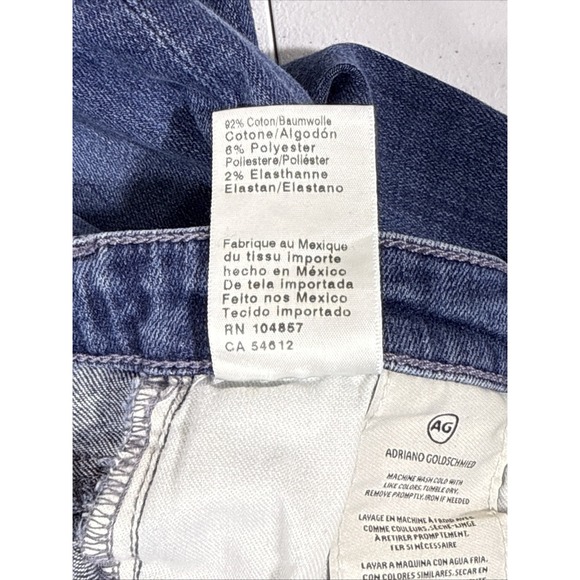 92% Coton/Baumwolle
Cotone/Algodón
6% Polyester
Poliestere/Poliéster
2% Elasthanne
Elastan/Elastano
Fabrique au Mexique
du tissu importe
hecho en México
De tela importada
Feito nos Mexico
Tecido importado
RN 104857
CA 54612
AG
ADRIANO GOLDSCHMIED
MACHINE WASH COLD WITH
LIKE COLORS. TUMBLE DRY.
REMOVE PROMPTLY. IRON IF NEEDED
LAVAGE EN MACHINE À FROID AVEC
COMME COULEURS. SÈCHE-LINGE
À RETIRER PROMPTEMENT.
FER SI NÉCESSAIRE
LAVAR A MAQUINA CON AGUA FRIA.
CON COLORES SIMILARES. SECAR EN